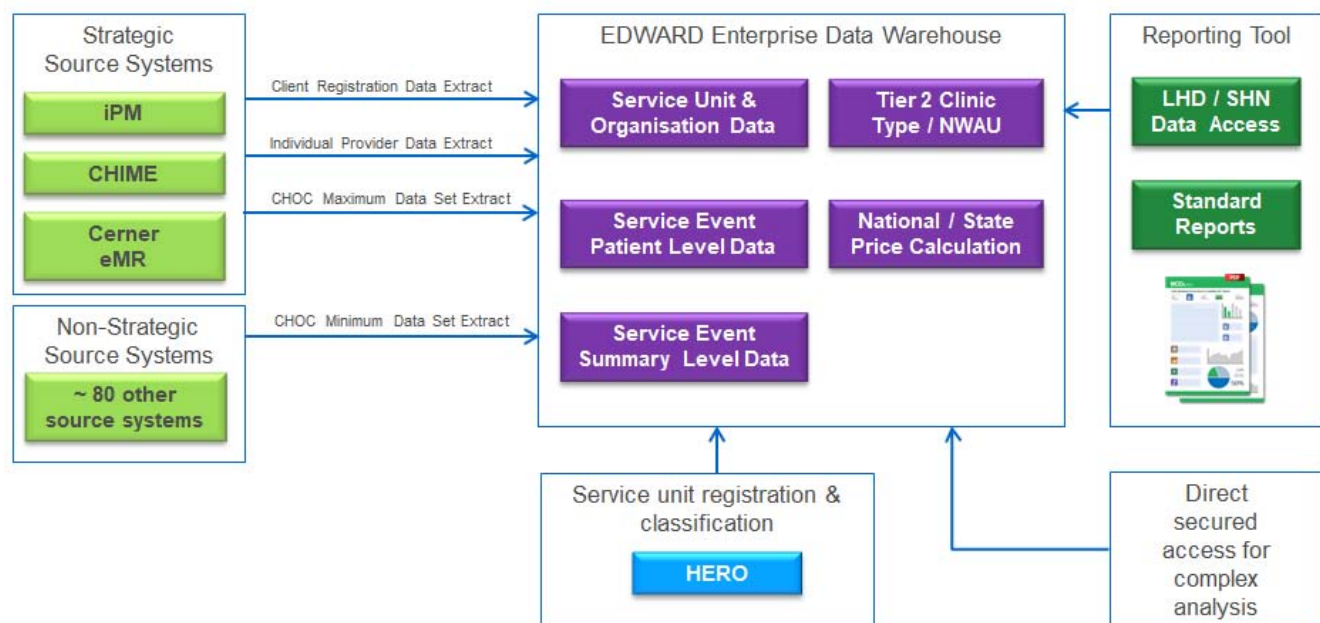 Strategic
Source Systems
iPM
CHIME
Cerner
eMR
Non-Strategic
Source Systems
~ 80 other
source systems
Client Registration Data Extract
Individual Provider Data Extract
CHOC Maximum Data Set Extract
CHOC Minimum Data Set Extract
EDWARD Enterprise Data Warehouse
Service Unit &
Organisation Data
Tier 2 Clinic
Type / NWAU
Service Event
Patient Level Data
National / State
Price Calculation
Service Event
Summary Level Data
Reporting Tool
LHD / SHN
Data Access
Standard
Reports
PDF
50%
Service unit registration &
classification
HERO
Direct
secured
access for
complex
analysis